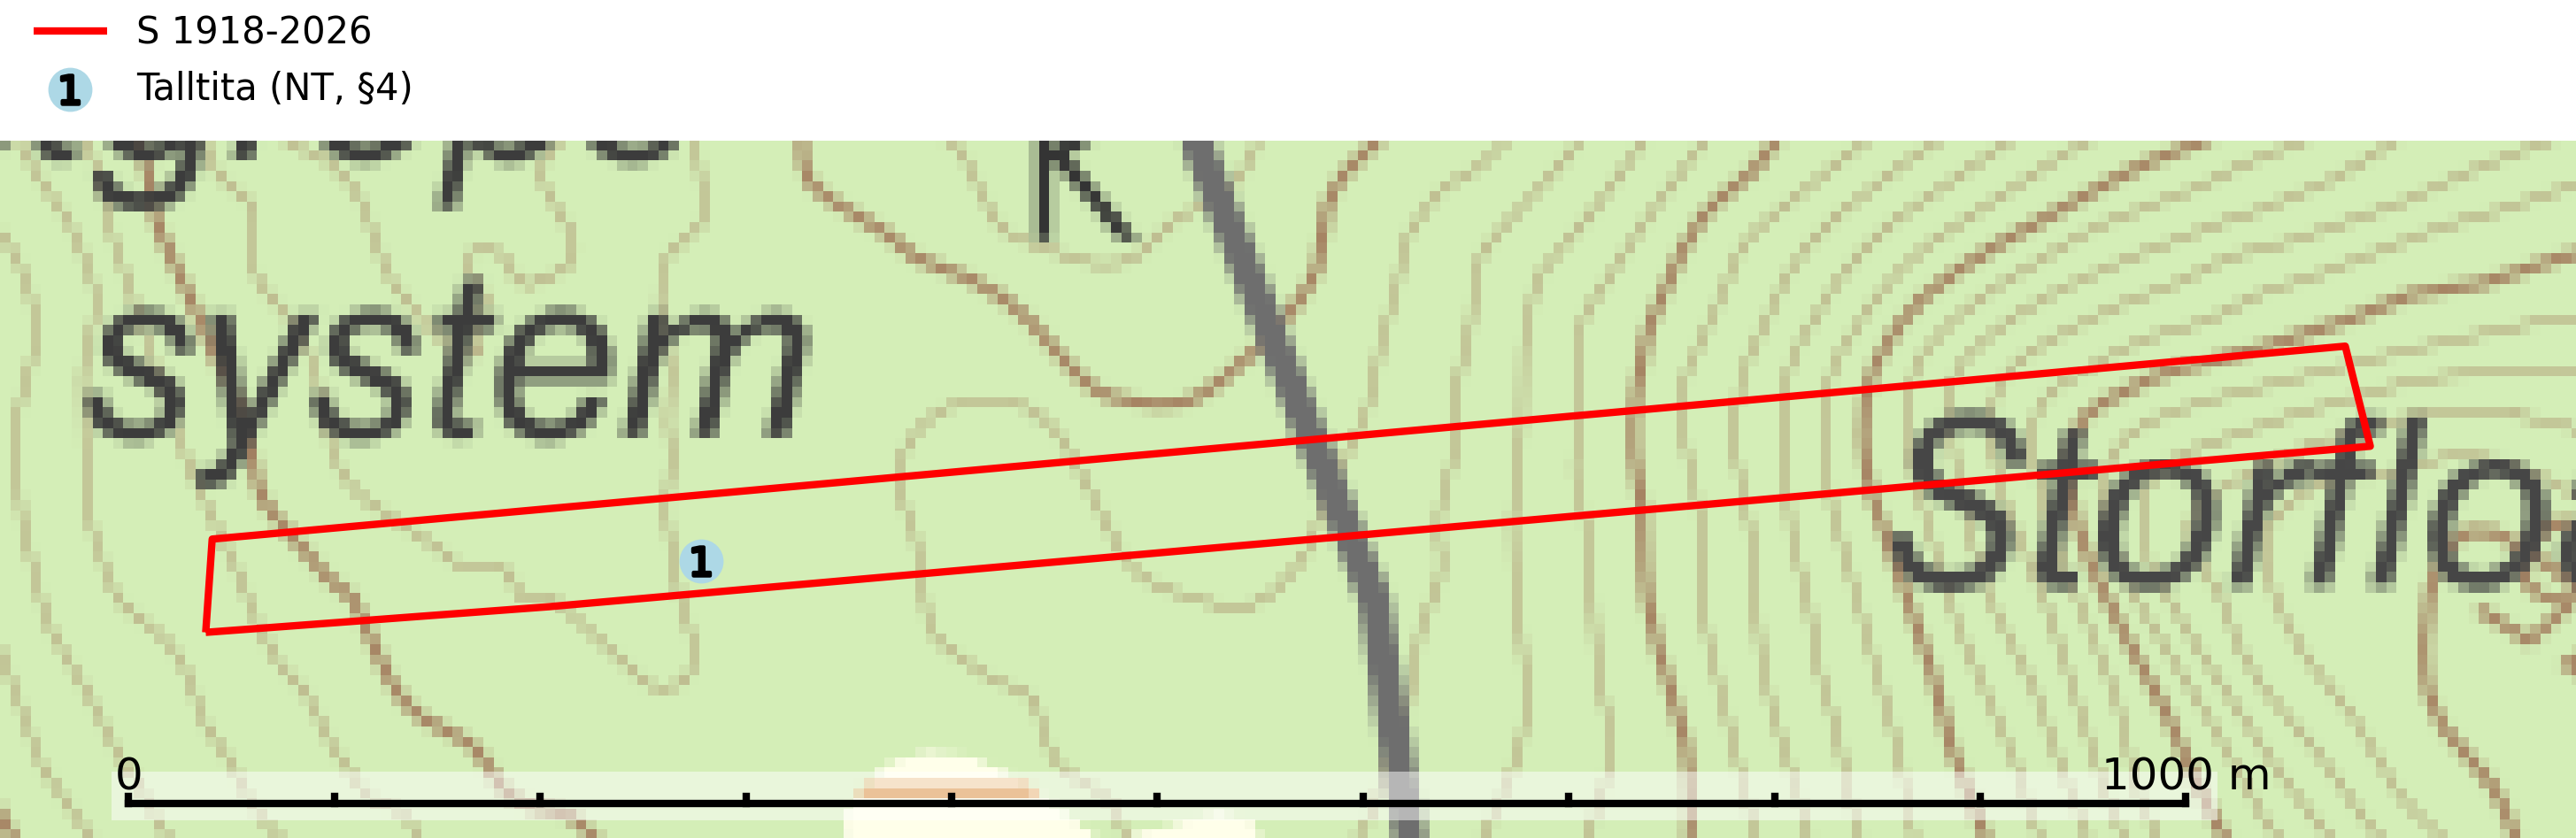 S 1918-2026
1 Talltita (NT, §4)
system
1
0 1000 m